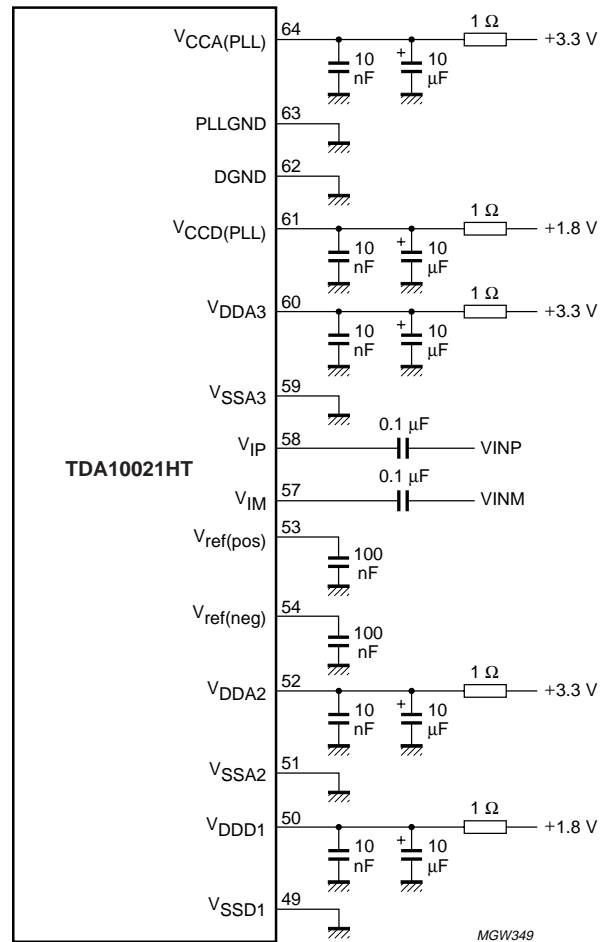 VCCA(PLL) 64 1 Ω +3.3 V
10 nF + 10 μF
PLLGND 63
DGND 62
VCCD(PLL) 61 1 Ω +1.8 V
10 nF + 10 μF
VDDA3 60 1 Ω +3.3 V
10 nF + 10 μF
VSSA3 59
0.1 μF
VIP 58 VINP
TDA10021HT
0.1 μF
VIM 57 VINM
Vref(pos) 53
100 nF
Vref(neg) 54
100 nF
VDDA2 52 1 Ω +3.3 V
10 nF + 10 μF
VSSA2 51
VDDD1 50 1 Ω +1.8 V
10 nF + 10 μF
VSSD1 49
MGW349